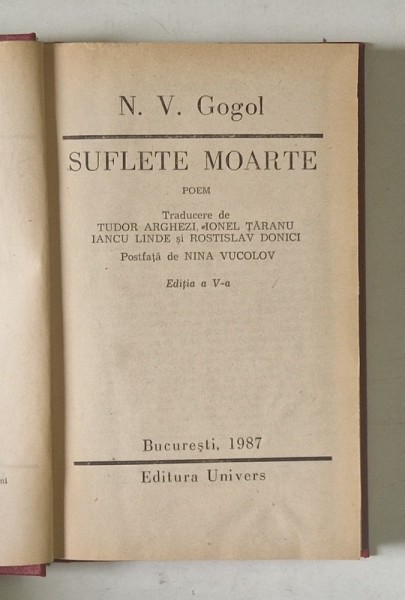 N. V. Gogol
SUFLETE MOARTE
POEM
Traducere de
TUDOR ARGHEZI, IONEL ȚĂRANU
IANCU LINDE și ROSTISLAV DONICI
Postfață de NINA VUCOLOV
Ediția a V-a
București, 1987
Editura Univers